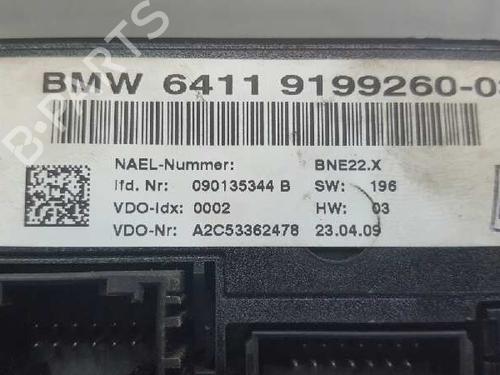 BMW 6411 9199260-0
NAEL-Nummer: BNE22.X
lfd. Nr: 090135344 B SW: 196
VDO-Idx: 0002 HW: 03
VDO-Nr: A2C53362478 23.04.09
B-PARTS